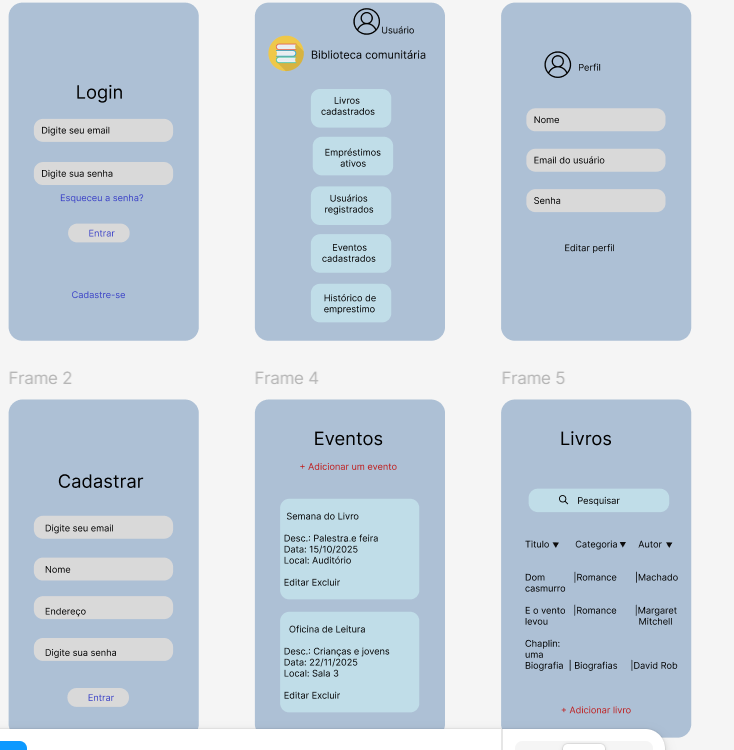 Login
Digite seu email
Digite sua senha
Esqueceu a senha?
Entrar
Cadastre-se
Usuário
Biblioteca comunitária
Livros
cadastrados
Empréstimos
ativos
Usuários
registrados
Eventos
cadastrados
Histórico de
emprestimo
Perfil
Nome
Email do usuário
Senha
Editar perfil
Frame 2
Cadastrar
Digite seu email
Nome
Endereço
Digite sua senha
Entrar
Frame 4
Eventos
+ Adicionar um evento
Semana do Livro
Desc.: Palestra.e feira
Data: 15/10/2025
Local: Auditório
Editar Excluir
Oficina de Leitura
Desc.: Crianças e jovens
Data: 22/11/2025
Local: Sala 3
Editar Excluir
Frame 5
Livros
Pesquisar
Titulo ▼ Categoria ▼ Autor ▼
Dom |Romance |Machado
casmurro
E o vento |Romance |Margaret
levou Mitchell
Chaplin:
uma
Biografia | Biografias |David Rob
+ Adicionar livro